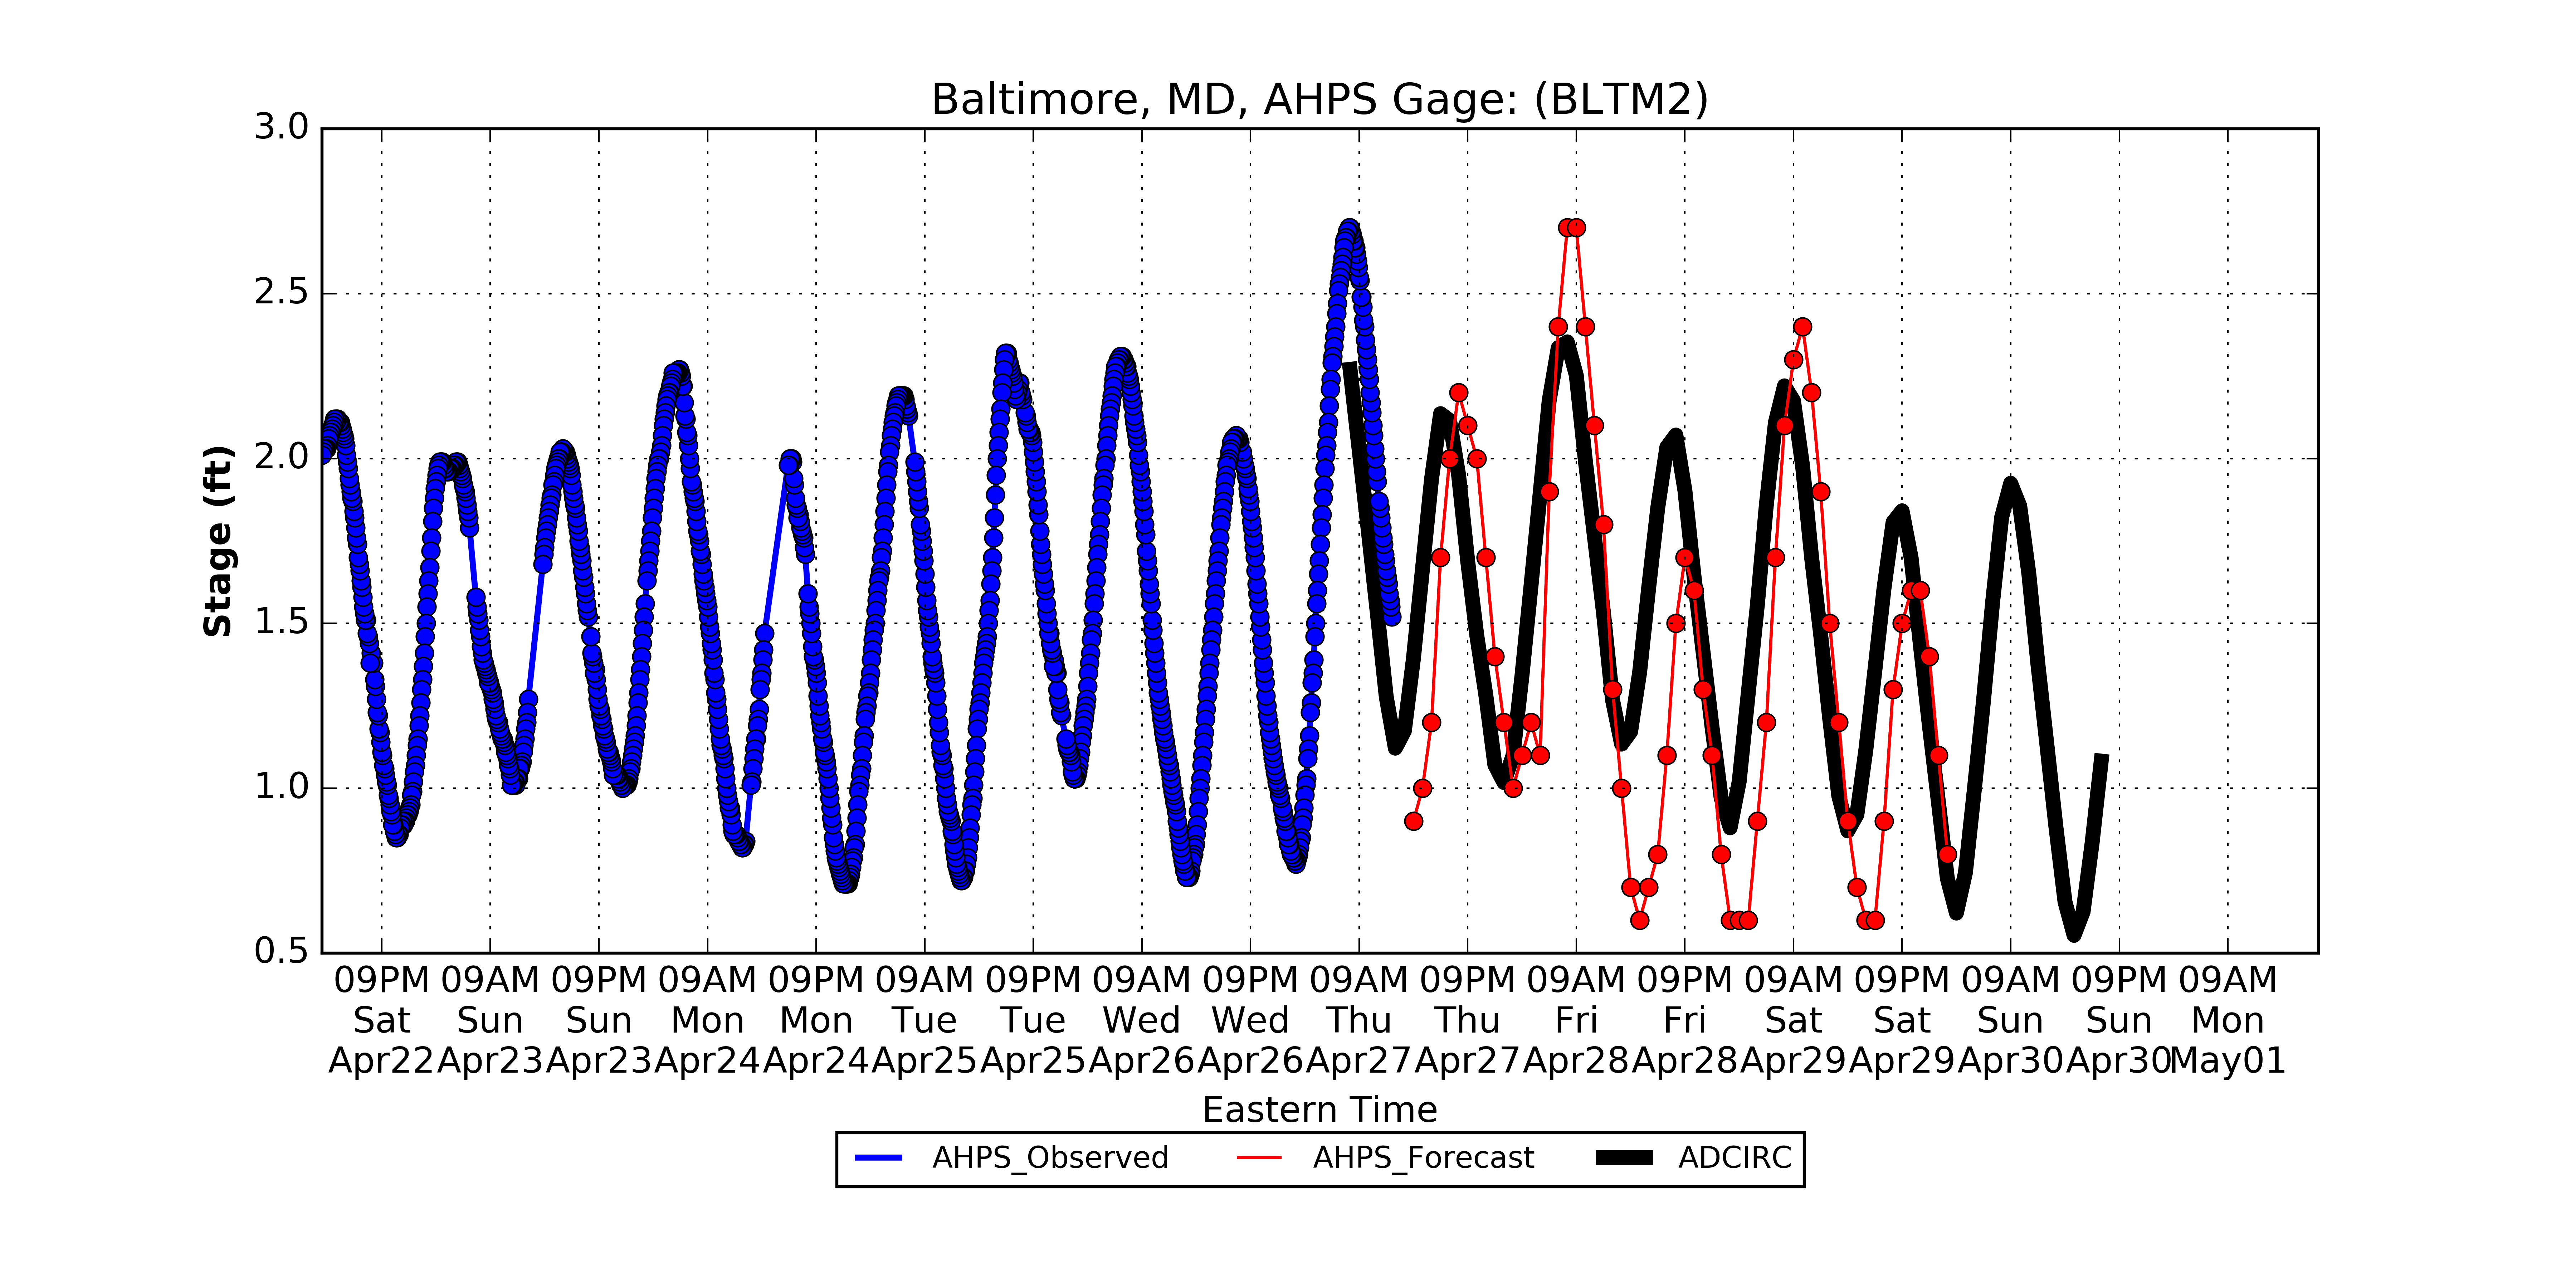 Baltimore, MD, AHPS Gage: (BLTM2)
3.0
2.5
2.0
1.5
1.0
0.5
Stage (ft)
09PM 09AM 09PM 09AM 09PM 09AM 09PM 09AM 09PM 09AM 09PM 09AM 09PM 09AM 09PM 09AM 09PM 09AM
Sat Sun Sun Mon Mon Tue Tue Wed Wed Thu Thu Fri Fri Sat Sat Sun Sun Mon
Apr22 Apr23 Apr23 Apr24 Apr24 Apr25 Apr25 Apr26 Apr26 Apr27 Apr27 Apr28 Apr28 Apr29 Apr29 Apr30 Apr30 May01
Eastern Time
AHPS_Observed AHPS_Forecast ADCIRC